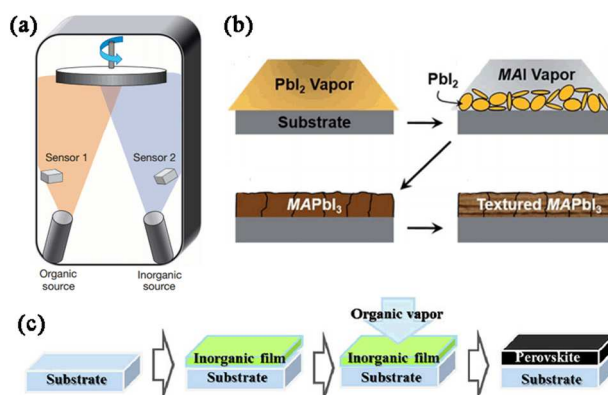 (a)
Sensor 1
Sensor 2
Organic
source
Inorganic
source
(b)
PbI₂ Vapor
Substrate
PbI₂
MAI Vapor
MAPbI₃
Textured MAPbI₃
(c)
Substrate
Inorganic film
Substrate
Organic vapor
Inorganic film
Substrate
Perovskite
Substrate